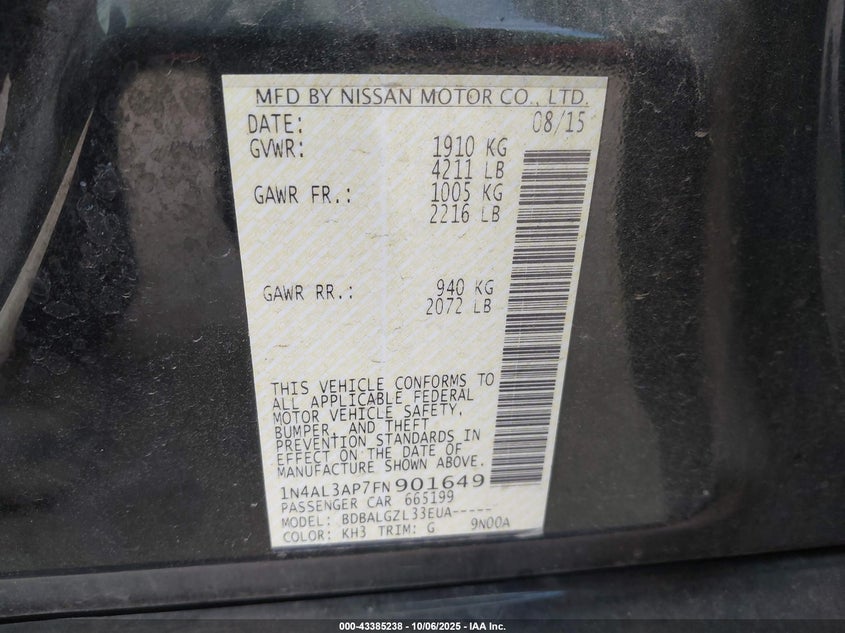 MFD BY NISSAN MOTOR CO., LTD.
DATE: 08/15
GVWR: 1910 KG
4211 LB
GAWR FR.: 1005 KG
2216 LB
GAWR RR.: 940 KG
2072 LB
THIS VEHICLE CONFORMS TO
ALL APPLICABLE FEDERAL
MOTOR VEHICLE SAFETY,
BUMPER, AND THEFT
PREVENTION STANDARDS IN
EFFECT ON THE DATE OF
MANUFACTURE SHOWN ABOVE.
1N4AL3AP7FN901649
PASSENGER CAR 665199
MODEL: BDBALGZL33EUA-----
COLOR: KH3 TRIM: G 9N00A
000-43385238 - 10/06/2025 - IAA Inc.